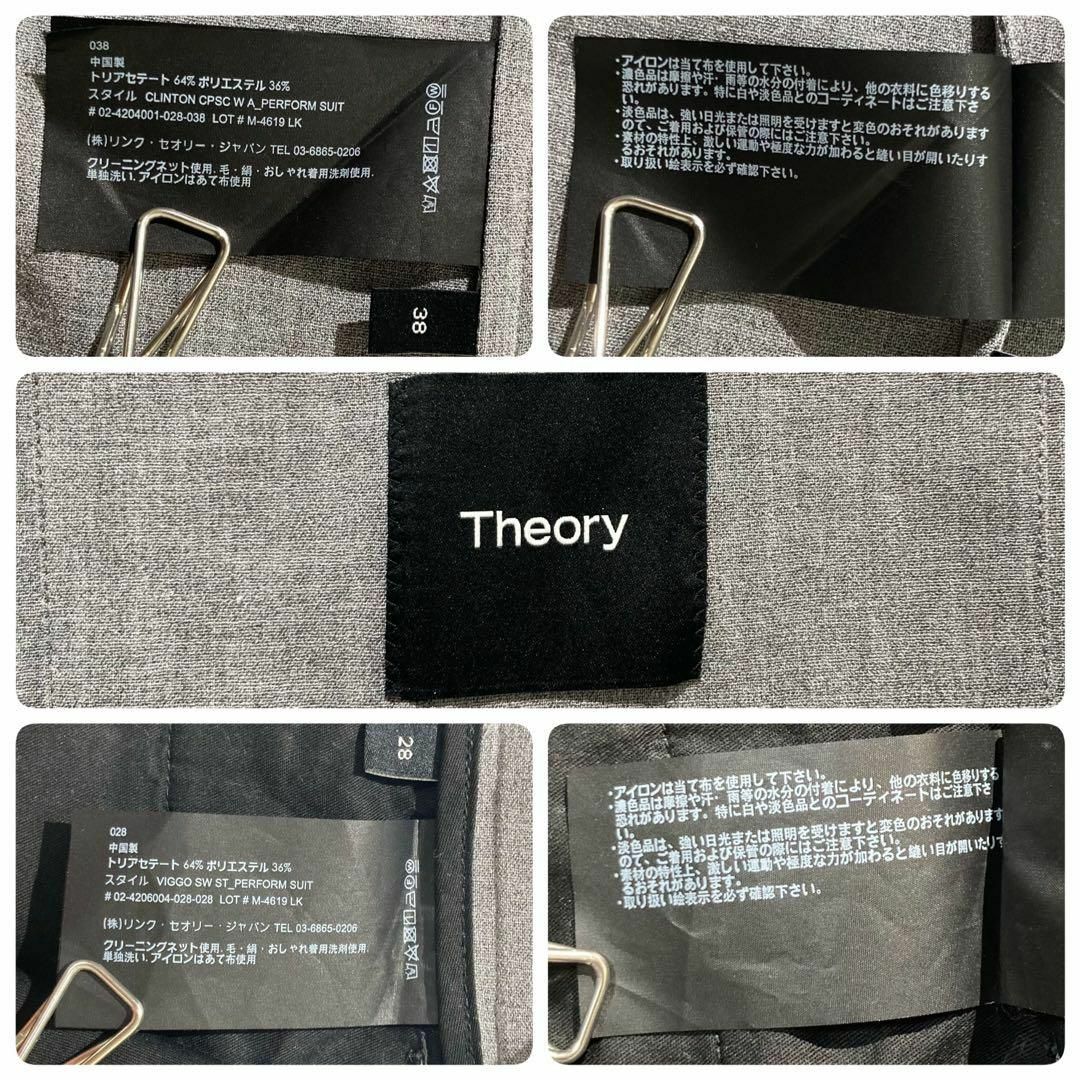 038
中国製
トリアセテート 64% ポリエステル 36%
スタイル CLINTON CPSC W A_PERFORM SUIT
# 02-4204001-028-038 LOT # M-4619 LK
(株)リンク・セオリー・ジャパン TEL 03-6865-0206
クリーニングネット使用.毛・絹・おしゃれ着用洗剤使用.
単独洗い.アイロンはあて布使用
38
・アイロンは当て布を使用して下さい。
・濃色品は摩擦や汗・雨等の水分の付着により、他の衣料に色移りする
恐れがあります。特に白や淡色品とのコーディネートはご注意下さ
い。
・淡色品は、強い日光または照明を受けますと変色のおそれがあります
ので、ご着用および保管の際にはご注意下さい。
・素材の特性上、激しい運動や極度な力が加わると縫い目が開いたりす
るおそれがあります。
・取り扱い絵表示を必ず確認下さい。
Theory
28
028
中国製
トリアセテート 64% ポリエステル 36%
スタイル VIGGO SW ST_PERFORM SUIT
# 02-4206004-028-028 LOT # M-4619 LK
(株)リンク・セオリー・ジャパン TEL 03-6865-0206
クリーニングネット使用.毛・絹・おしゃれ着用洗剤使用.
単独洗い.アイロンはあて布使用
・アイロンは当て布を使用して下さい。
・濃色品は摩擦や汗・雨等の水分の付着により、他の衣料に色移りする
恐れがあります。特に白や淡色品とのコーディネートはご注意下さ
い。
・淡色品は、強い日光または照明を受けますと変色のおそれがあります
ので、ご着用および保管の際にはご注意下さい。
・素材の特性上、激しい運動や極度な力が加わると縫い目が開いたりす
るおそれがあります。
・取り扱い絵表示を必ず確認下さい。